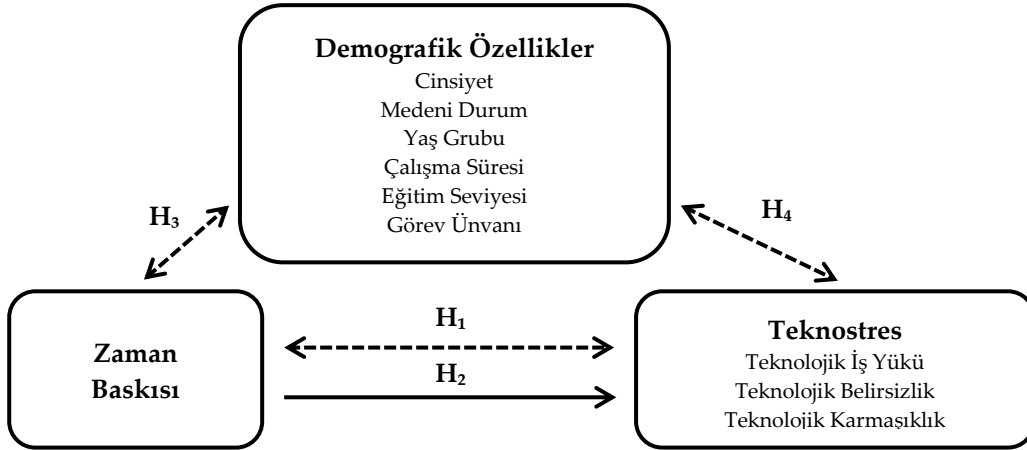 Demografik Özellikler
Cinsiyet
Medeni Durum
Yaş Grubu
Çalışma Süresi
Eğitim Seviyesi
Görev Ünvanı
H₃
H₄
Zaman
Baskısı
H₁
H₂
Teknostres
Teknolojik İş Yükü
Teknolojik Belirsizlik
Teknolojik Karmaşıklık